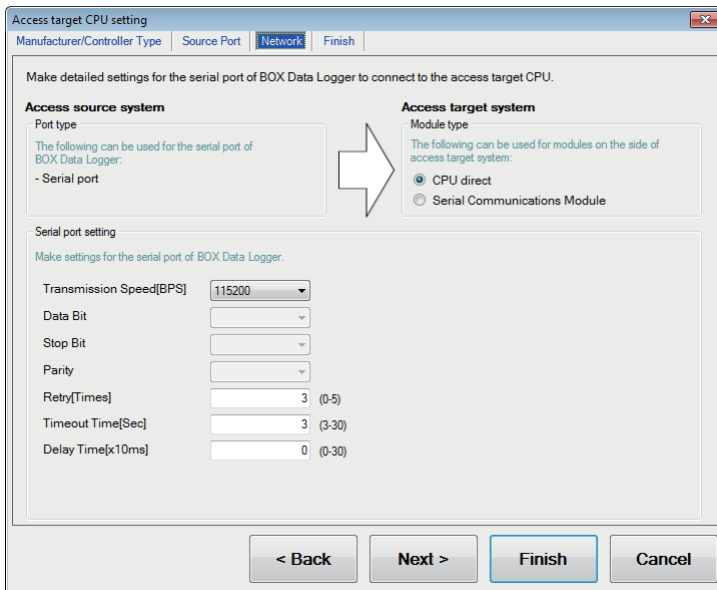 Access target CPU setting
Manufacturer/Controller Type
Source Port
Network
Finish
Make detailed settings for the serial port of BOX Data Logger to connect to the access target CPU.
Access source system
Port type
The following can be used for the serial port of
BOX Data Logger:
- Serial port
Access target system
Module type
The following can be used for modules on the side of
access target system:
CPU direct
Serial Communications Module
Serial port setting
Make settings for the serial port of BOX Data Logger.
Transmission Speed[BPS] 115200
Data Bit
Stop Bit
Parity
Retry[Times] 3 (0-5)
Timeout Time[Sec] 3 (3-30)
Delay Time[x10ms] 0 (0-30)
< Back
Next >
Finish
Cancel